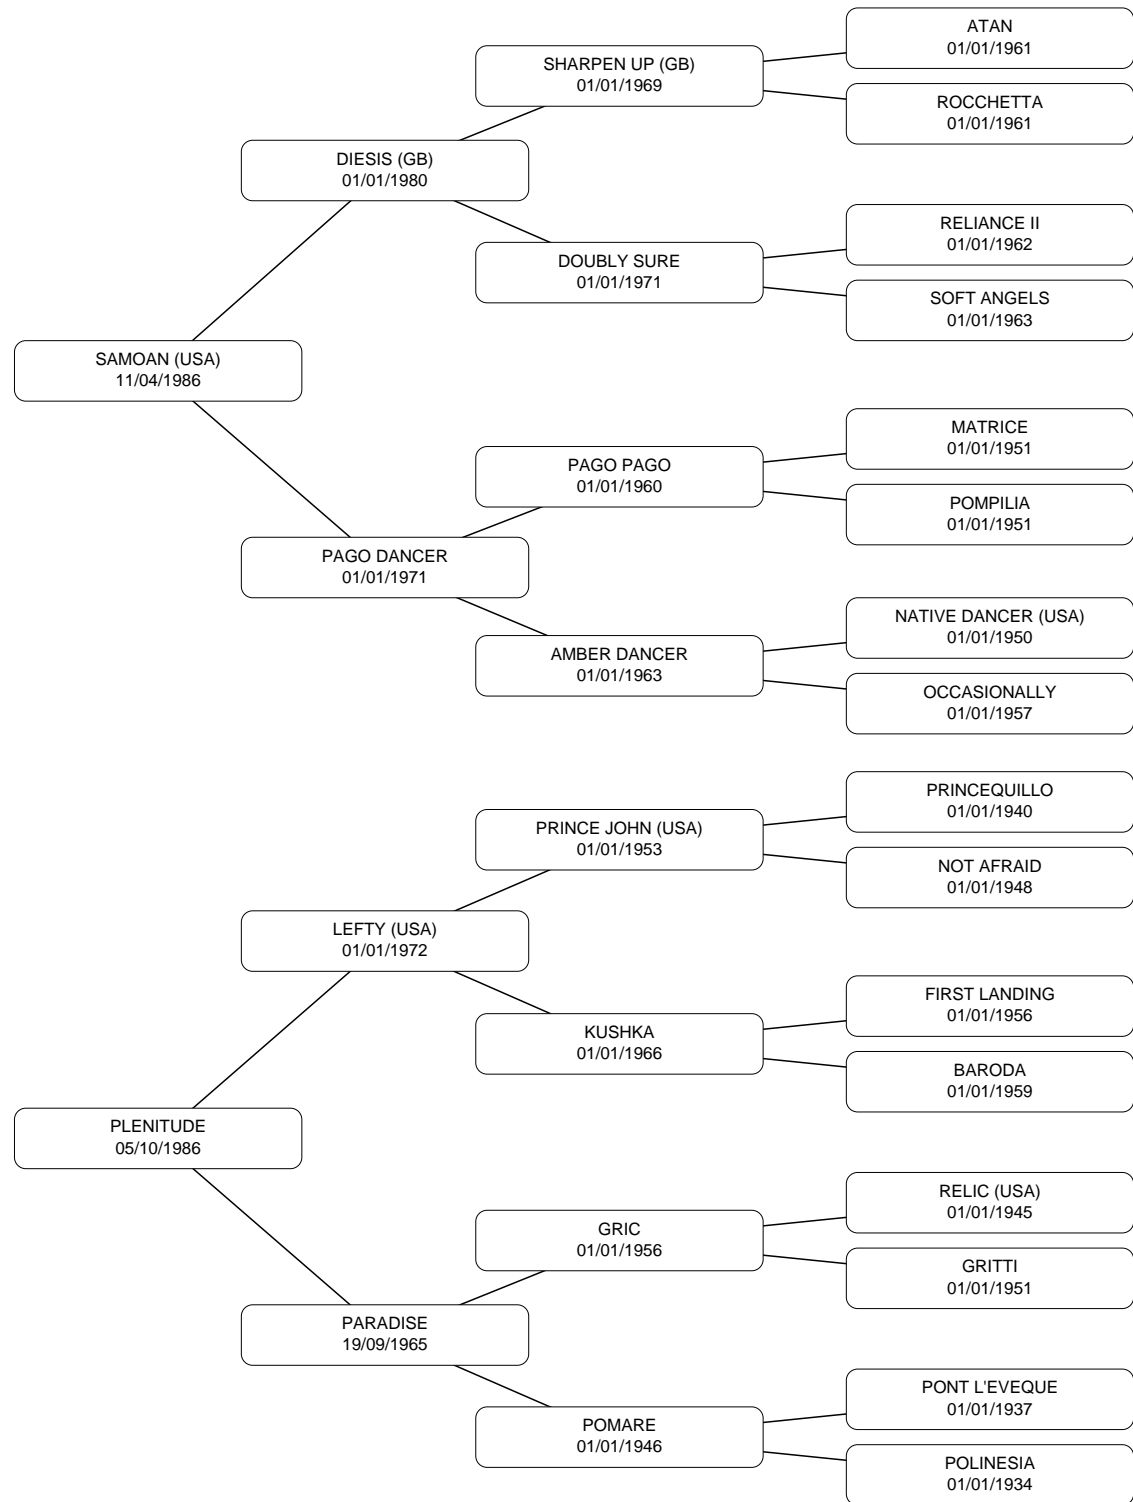 ATAN
01/01/1961
SHARPEN UP (GB)
01/01/1969
ROCCHETTA
01/01/1961
DIESIS (GB)
01/01/1980
RELIANCE II
01/01/1962
DOUBLY SURE
01/01/1971
SOFT ANGELS
01/01/1963
SAMOAN (USA)
11/04/1986
MATRICE
01/01/1951
PAGO PAGO
01/01/1960
POMPILIA
01/01/1951
PAGO DANCER
01/01/1971
NATIVE DANCER (USA)
01/01/1950
AMBER DANCER
01/01/1963
OCCASIONALLY
01/01/1957
PRINCEQUILLO
01/01/1940
PRINCE JOHN (USA)
01/01/1953
NOT AFRAID
01/01/1948
LEFTY (USA)
01/01/1972
FIRST LANDING
01/01/1956
KUSHKA
01/01/1966
BARODA
01/01/1959
PLENITUDE
05/10/1986
RELIC (USA)
01/01/1945
GRIC
01/01/1956
GRITTI
01/01/1951
PARADISE
19/09/1965
PONT L'EVEQUE
01/01/1937
POMARE
01/01/1946
POLINESIA
01/01/1934